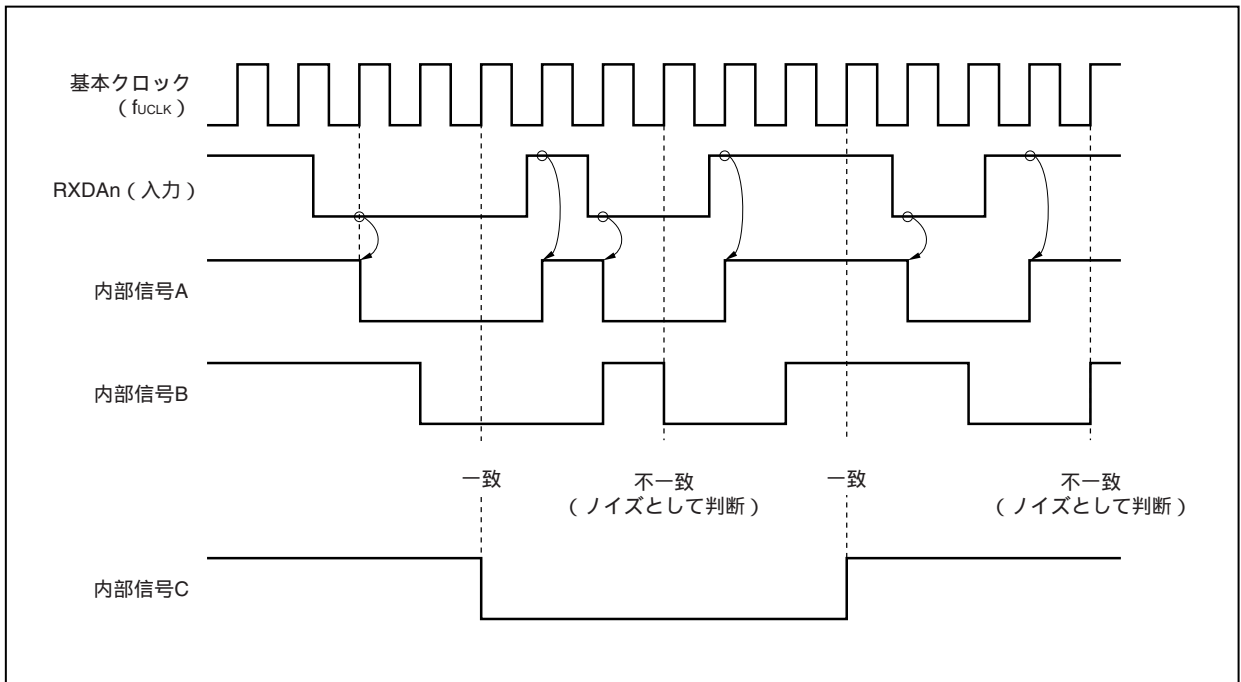 基本クロック
（fUCLK）
RXDAn（入力）
内部信号A
内部信号B
一致
不一致
（ノイズとして判断）
一致
不一致
（ノイズとして判断）
内部信号C